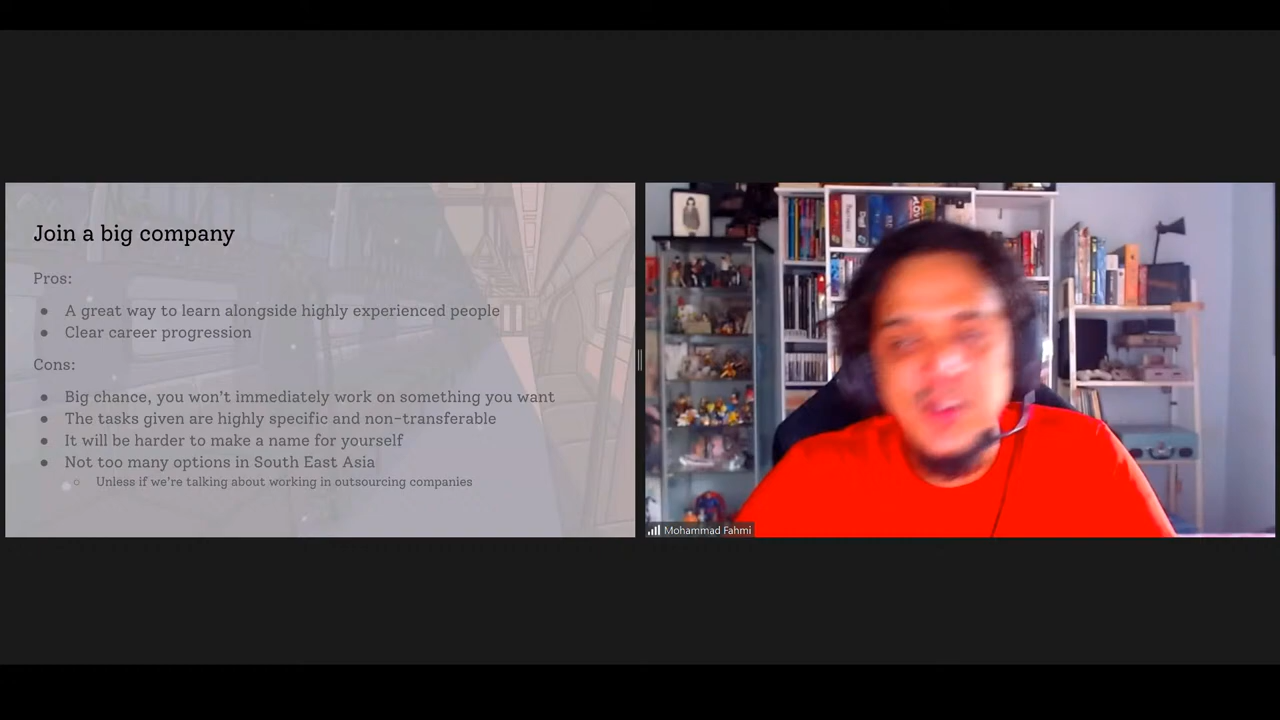 Join a big company
Pros:
● A great way to learn alongside highly experienced people
● Clear career progression
Cons:
● Big chance, you won't immediately work on something you want
● The tasks given are highly specific and non-transferable
● It will be harder to make a name for yourself
● Not too many options in South East Asia
○ Unless if we're talking about working in outsourcing companies
Mohammad Fahmi